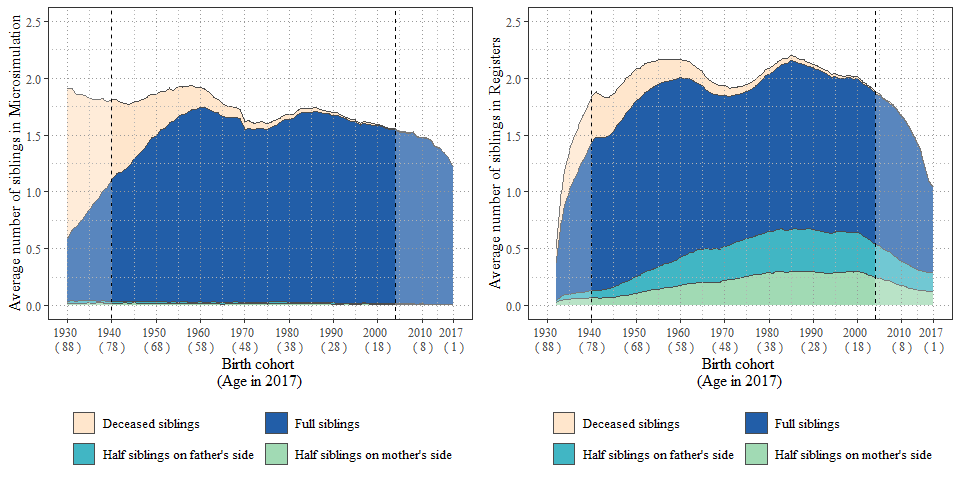 Average number of siblings in Microsimulation
2.5
2.0
1.5
1.0
0.5
0.0
1930 1940 1950 1960 1970 1980 1990 2000 2010 2017
( 88 ) ( 78 ) ( 68 ) ( 58 ) ( 48 ) ( 38 ) ( 28 ) ( 18 ) ( 8 ) ( 1 )
Birth cohort
(Age in 2017)
Deceased siblings Full siblings
Half siblings on father's side Half siblings on mother's side
Average number of siblings in Registers
2.5
2.0
1.5
1.0
0.5
0.0
1930 1940 1950 1960 1970 1980 1990 2000 2010 2017
( 88 ) ( 78 ) ( 68 ) ( 58 ) ( 48 ) ( 38 ) ( 28 ) ( 18 ) ( 8 ) ( 1 )
Birth cohort
(Age in 2017)
Deceased siblings Full siblings
Half siblings on father's side Half siblings on mother's side